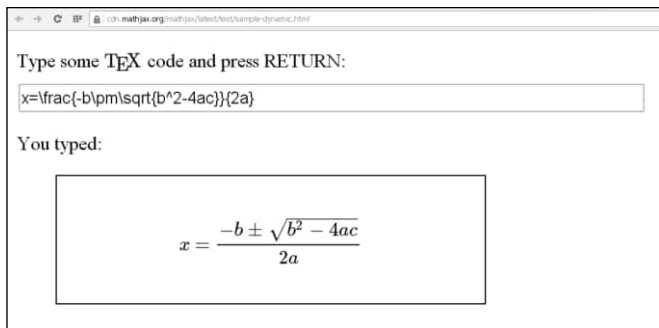 cdn.mathjax.org/mathjax/latest/test/sample-dynamic.html
Type some TEX code and press RETURN:
x=\frac{-b\pm\sqrt{b^2-4ac}}{2a}
You typed:
x = −b ± √b² − 4ac
2a